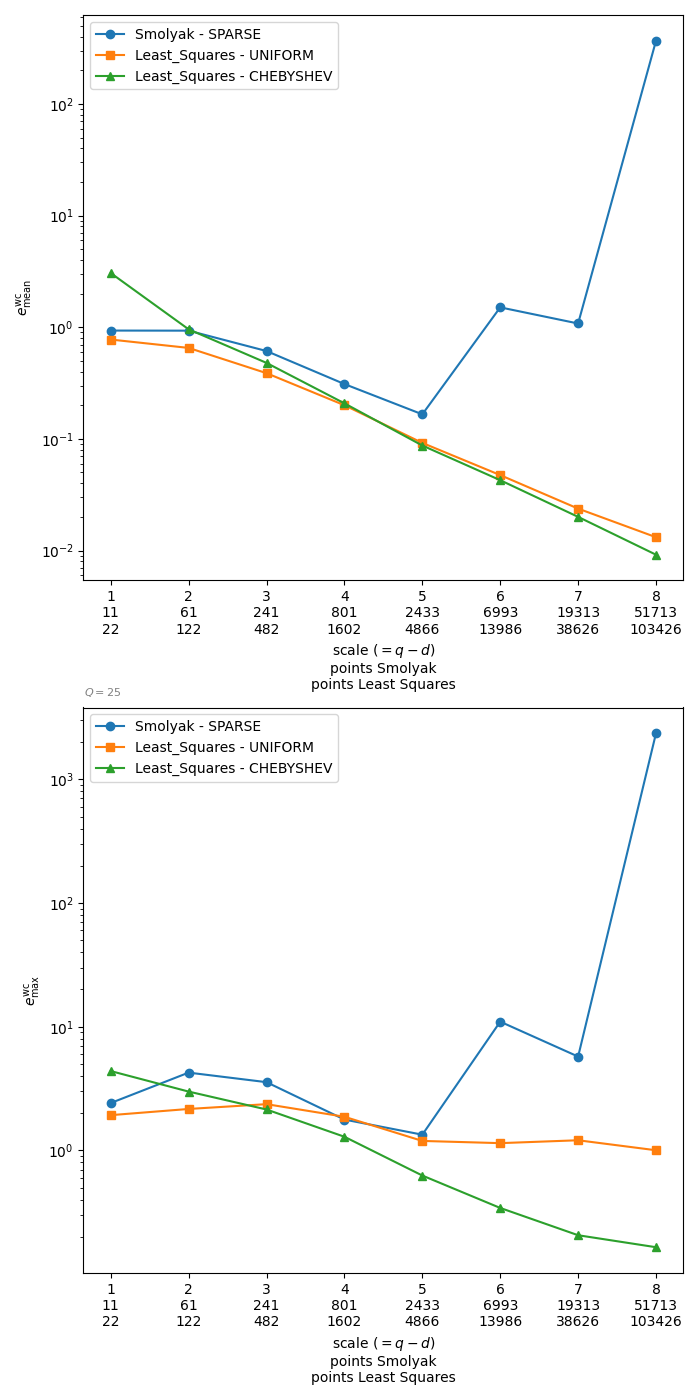 Smolyak - SPARSE
Least_Squares - UNIFORM
Least_Squares - CHEBYSHEV
10²
10¹
10⁰
10⁻¹
10⁻²
e^wc_mean
1 2 3 4 5 6 7 8
11 61 241 801 2433 6993 19313 51713
22 122 482 1602 4866 13986 38626 103426
scale (= q − d)
points Smolyak
points Least Squares
Q = 25
Smolyak - SPARSE
Least_Squares - UNIFORM
Least_Squares - CHEBYSHEV
10³
10²
10¹
10⁰
e^wc_max
1 2 3 4 5 6 7 8
11 61 241 801 2433 6993 19313 51713
22 122 482 1602 4866 13986 38626 103426
scale (= q − d)
points Smolyak
points Least Squares